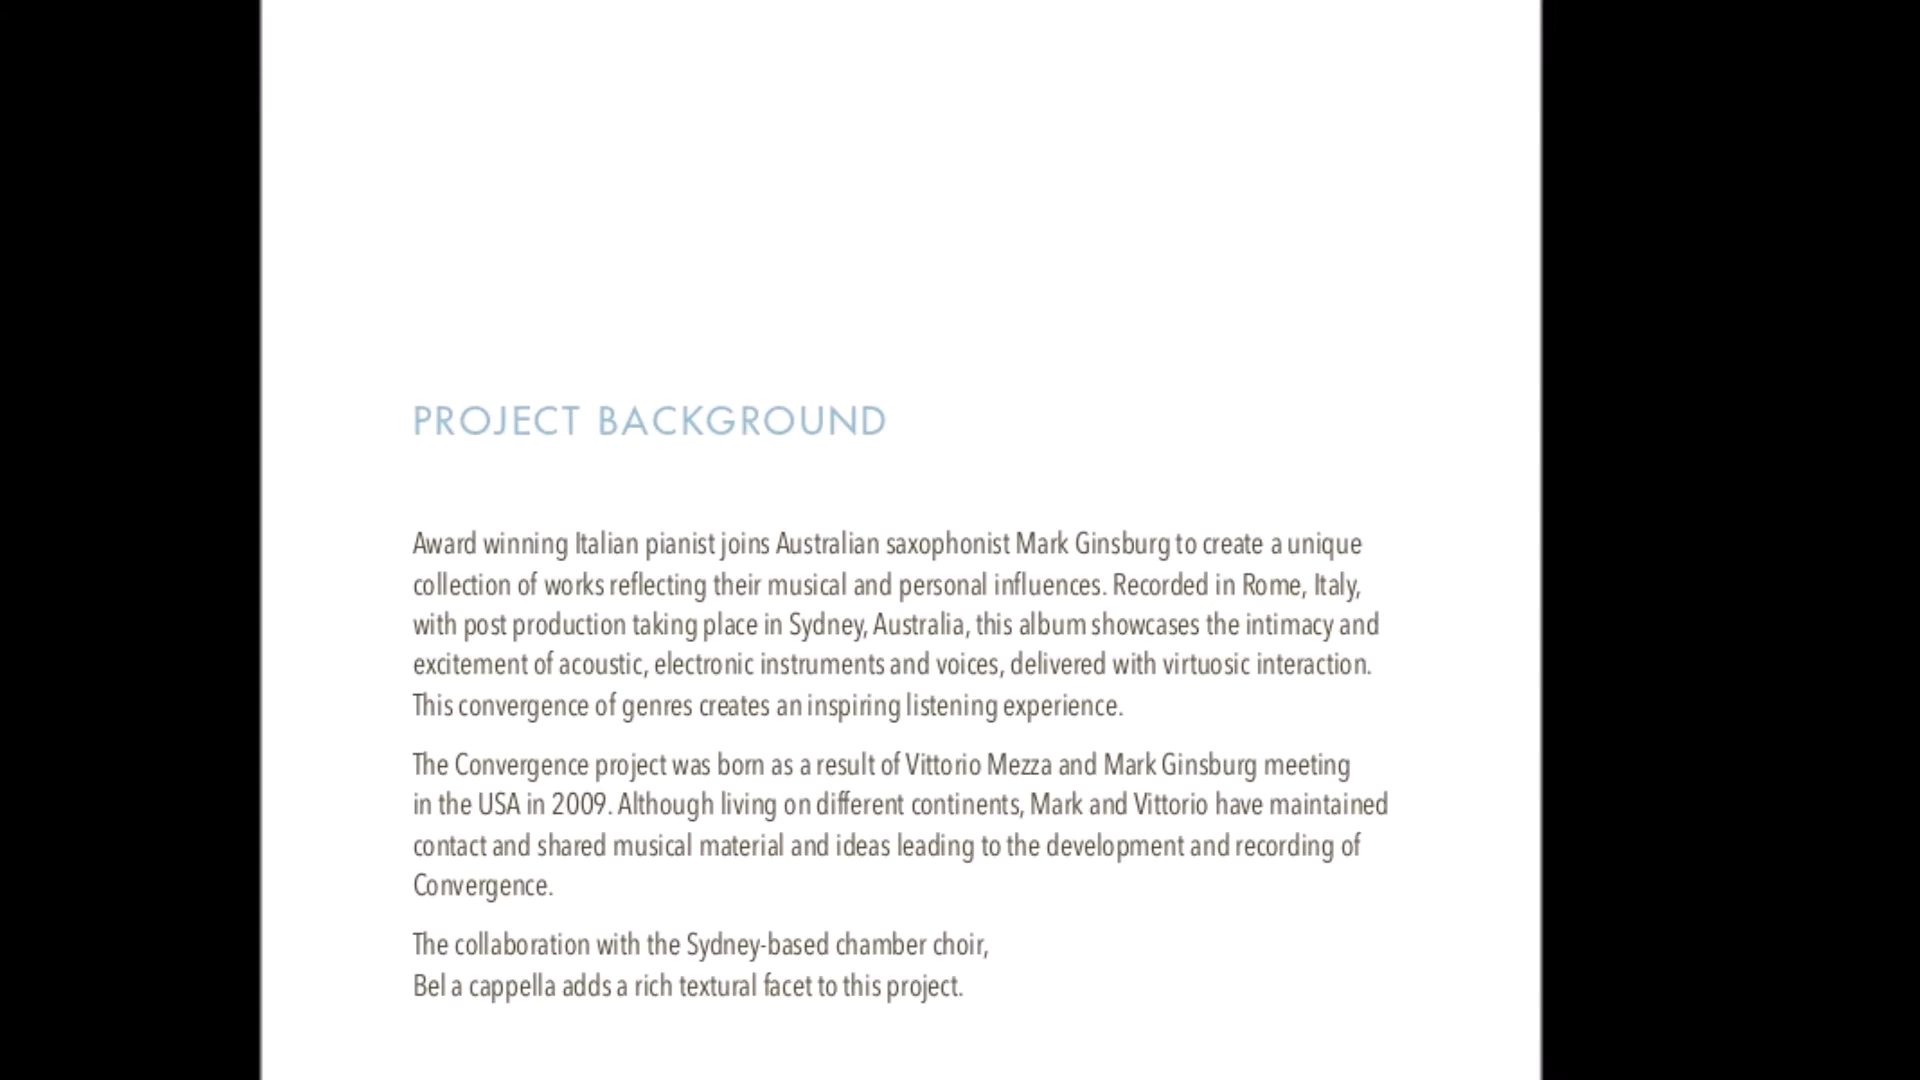 PROJECT BACKGROUND
Award winning Italian pianist joins Australian saxophonist Mark Ginsburg to create a unique
collection of works reflecting their musical and personal influences. Recorded in Rome, Italy,
with post production taking place in Sydney, Australia, this album showcases the intimacy and
excitement of acoustic, electronic instruments and voices, delivered with virtuosic interaction.
This convergence of genres creates an inspiring listening experience.
The Convergence project was born as a result of Vittorio Mezza and Mark Ginsburg meeting
in the USA in 2009. Although living on different continents, Mark and Vittorio have maintained
contact and shared musical material and ideas leading to the development and recording of
Convergence.
The collaboration with the Sydney-based chamber choir,
Bel a cappella adds a rich textural facet to this project.